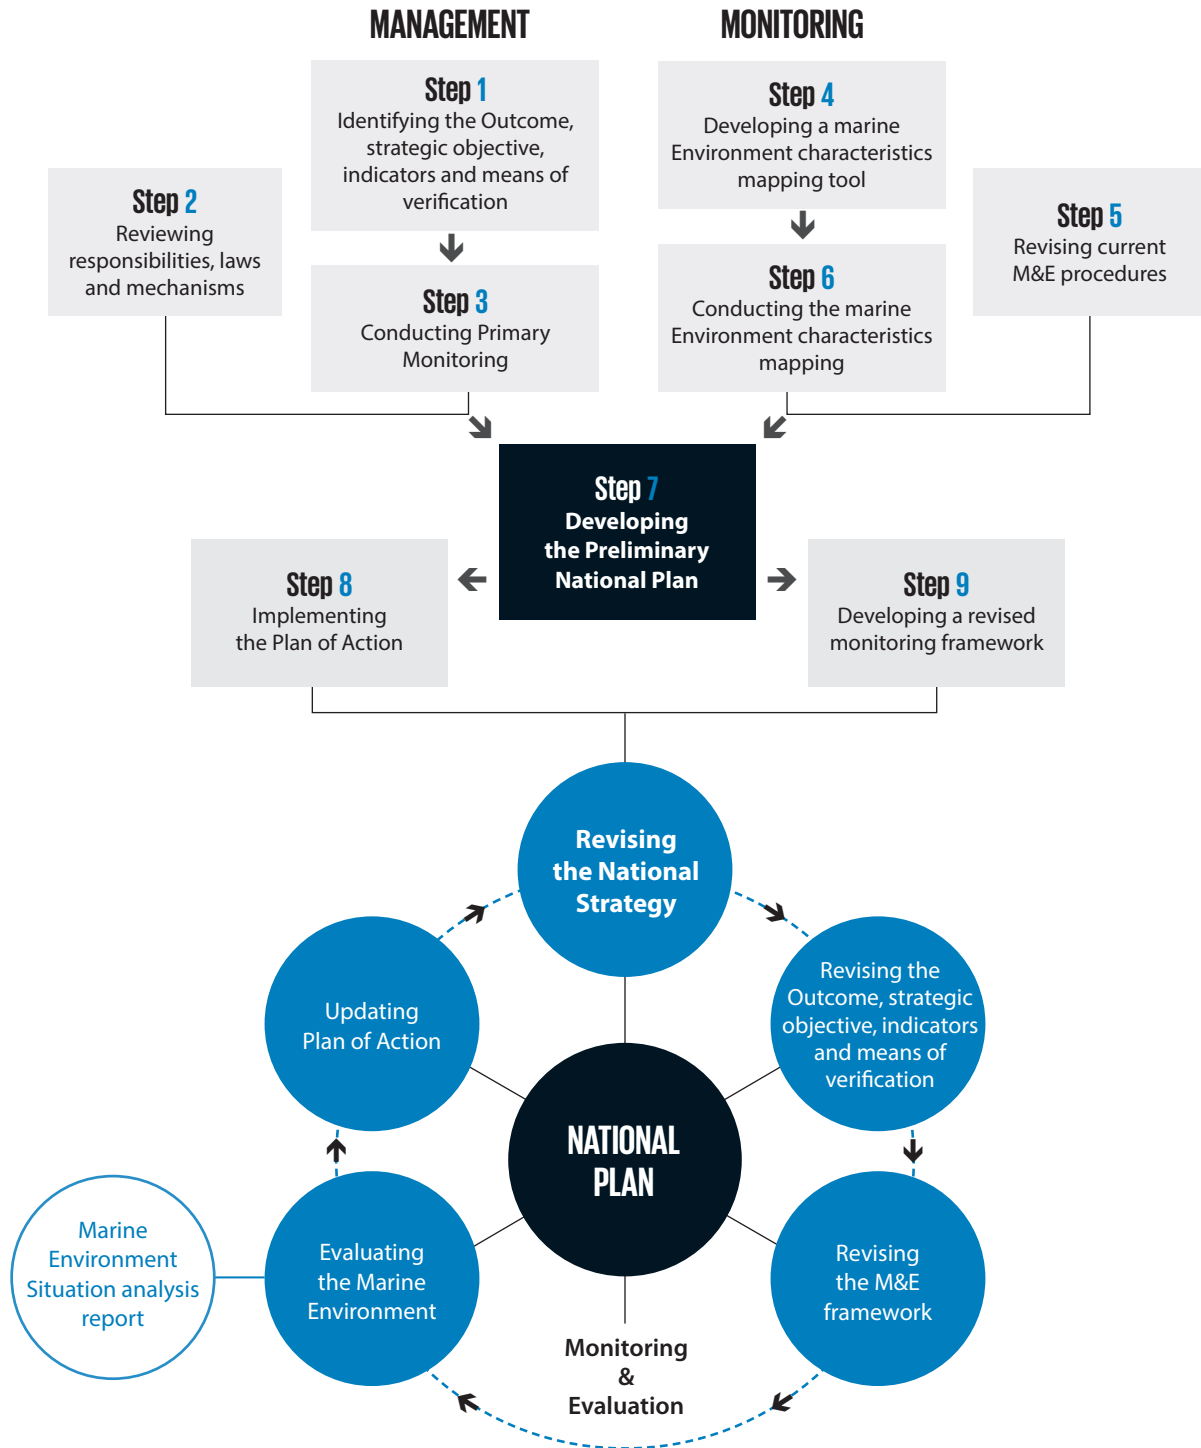 MANAGEMENT
MONITORING
Step 1
Identifying the Outcome,
strategic objective,
indicators and means of
verification
Step 4
Developing a marine
Environment characteristics
mapping tool
Step 2
Reviewing
responsibilities, laws
and mechanisms
Step 5
Revising current
M&E procedures
Step 3
Conducting Primary
Monitoring
Step 6
Conducting the marine
Environment characteristics
mapping
Step 7
Developing
the Preliminary
National Plan
Step 8
Implementing
the Plan of Action
Step 9
Developing a revised
monitoring framework
Revising
the National
Strategy
Updating
Plan of Action
Revising the
Outcome, strategic
objective, indicators
and means of
verification
NATIONAL
PLAN
Marine
Environment
Situation analysis
report
Evaluating
the Marine
Environment
Revising
the M&E
framework
Monitoring
&
Evaluation